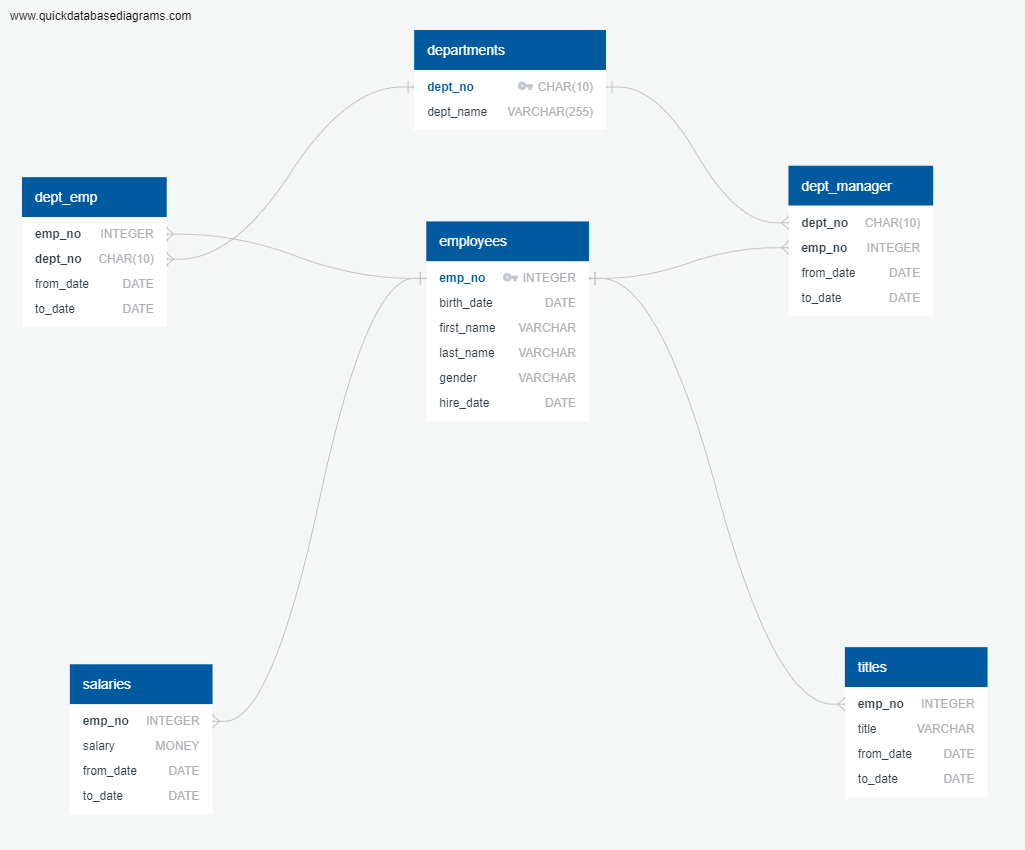 www.quickdatabasediagrams.com
departments
dept_no CHAR(10)
dept_name VARCHAR(255)
dept_emp
emp_no INTEGER
dept_no CHAR(10)
from_date DATE
to_date DATE
dept_manager
dept_no CHAR(10)
emp_no INTEGER
from_date DATE
to_date DATE
employees
emp_no INTEGER
birth_date DATE
first_name VARCHAR
last_name VARCHAR
gender VARCHAR
hire_date DATE
salaries
emp_no INTEGER
salary MONEY
from_date DATE
to_date DATE
titles
emp_no INTEGER
title VARCHAR
from_date DATE
to_date DATE